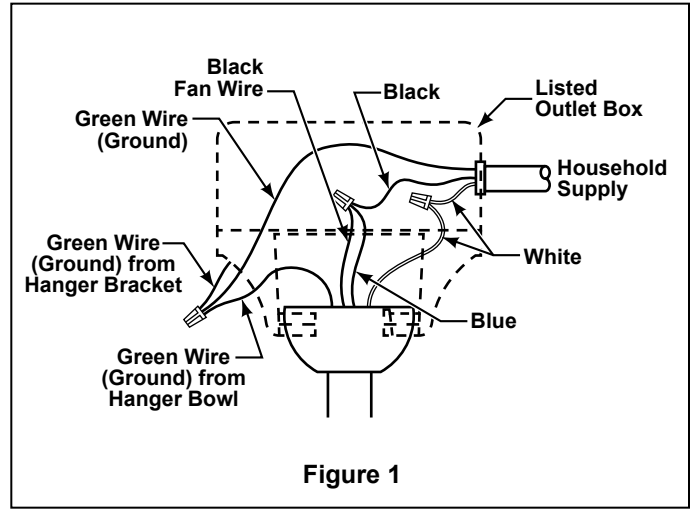 Black
Fan Wire
Black
Listed
Outlet Box
Green Wire
(Ground)
Household
Supply
Green Wire
(Ground) from
Hanger Bracket
White
Blue
Green Wire
(Ground) from
Hanger Bowl
Figure 1